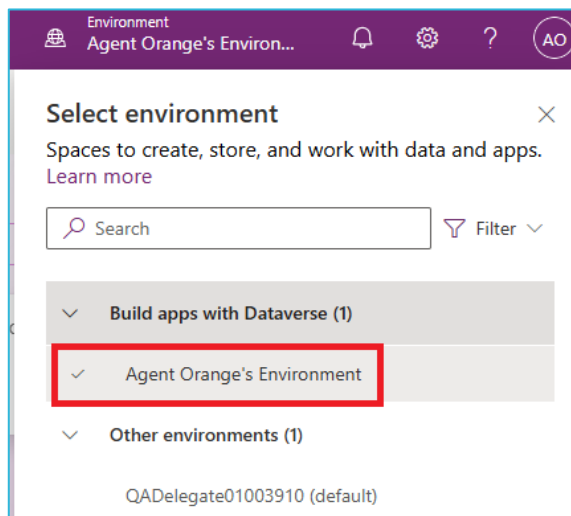 Environment
Agent Orange's Environ...
?
AO
Select environment
Spaces to create, store, and work with data and apps.
Learn more
Search
Filter
Build apps with Dataverse (1)
Agent Orange's Environment
Other environments (1)
QADelegate01003910 (default)